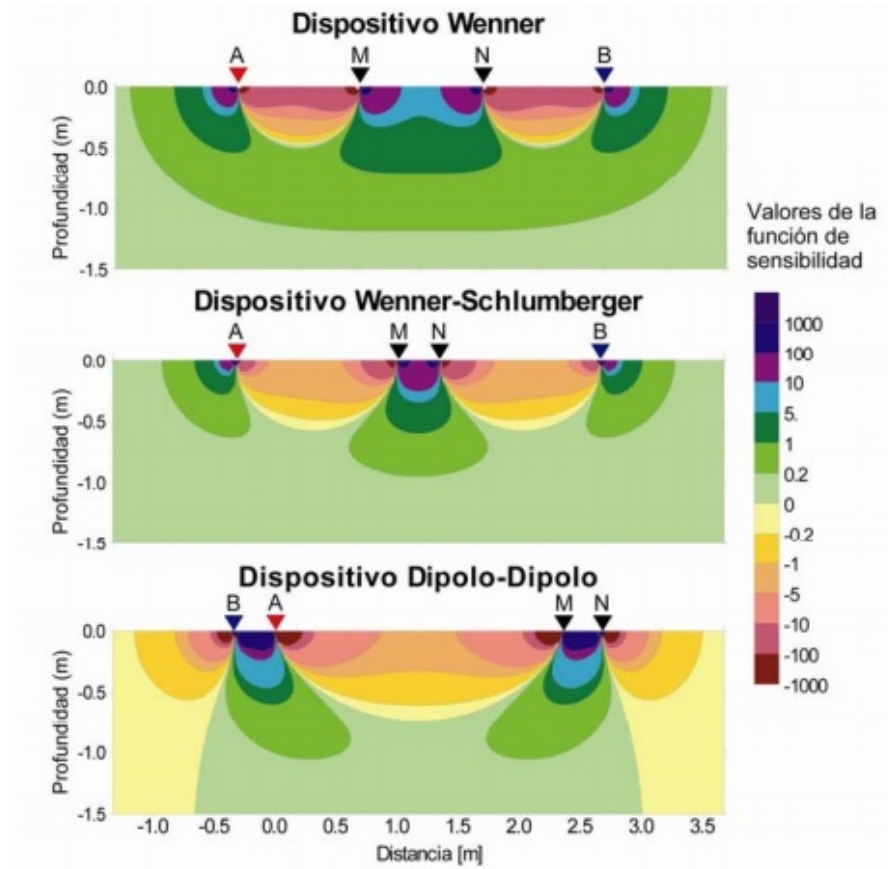 Dispositivo Wenner
A M N B
0.0
-0.5
-1.0
-1.5
Profundidad (m)
Dispositivo Wenner-Schlumberger
A M N B
0.0
-0.5
-1.0
-1.5
Profundidad (m)
Dispositivo Dipolo-Dipolo
B A M N
0.0
-0.5
-1.0
-1.5
Profundidad (m)
-1.0 -0.5 0.0 0.5 1.0 1.5 2.0 2.5 3.0 3.5
Distancia [m]
Valores de la
función de
sensibilidad
1000
100
10
5.
1
0.2
0
-0.2
-1
-5
-10
-100
-1000